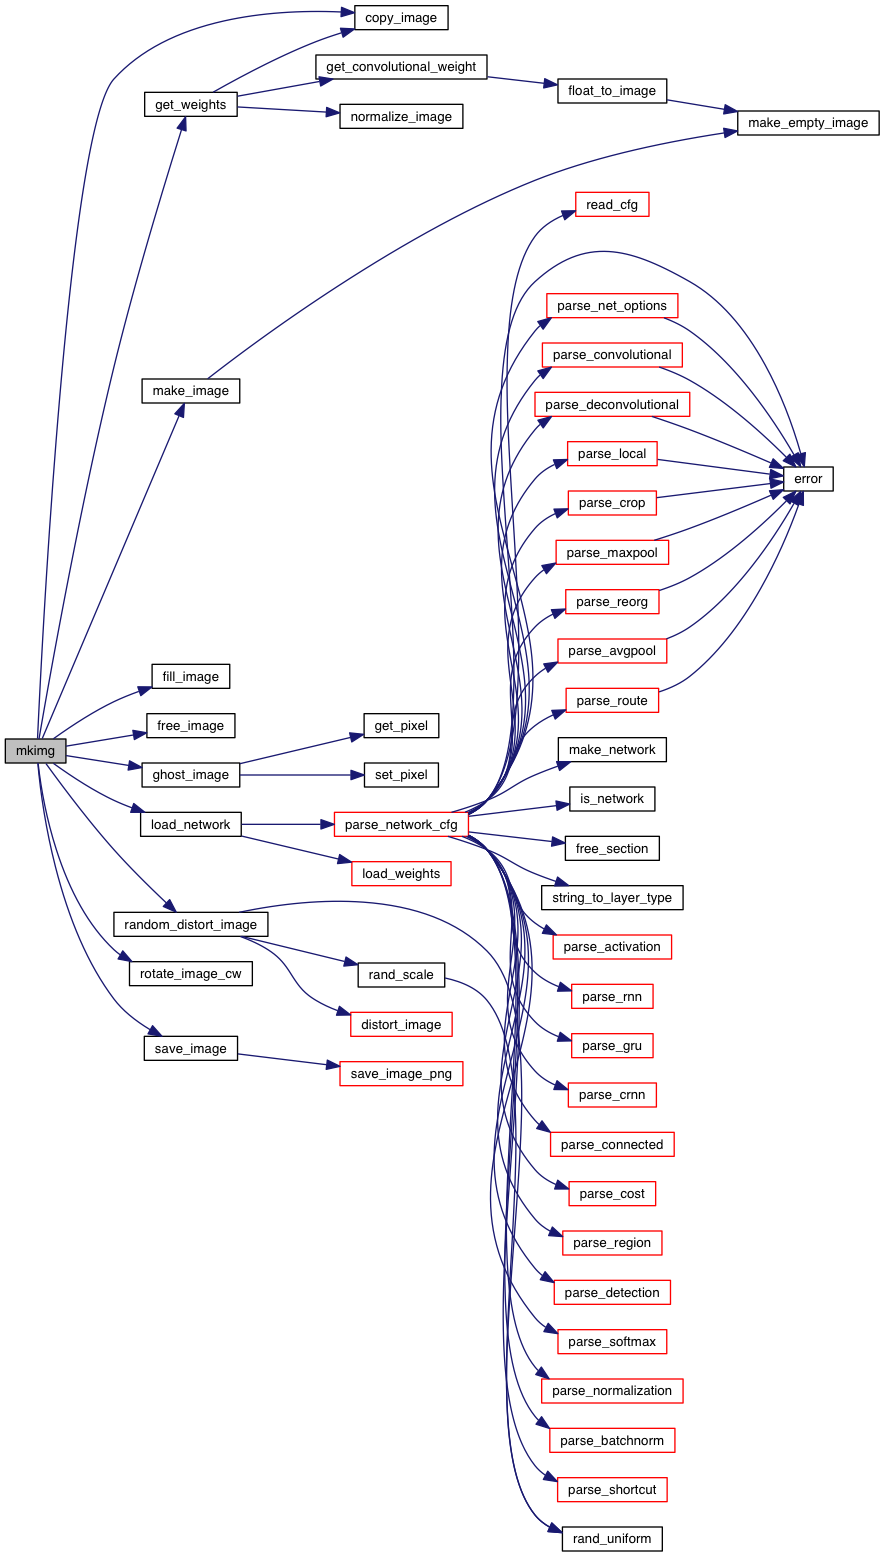 copy_image
get_convolutional_weight
float_to_image
get_weights
normalize_image
make_empty_image
read_cfg
parse_net_options
parse_convolutional
make_image
parse_deconvolutional
parse_local
error
parse_crop
parse_maxpool
parse_reorg
parse_avgpool
fill_image
parse_route
free_image
get_pixel
mkimg
make_network
ghost_image
set_pixel
is_network
load_network
parse_network_cfg
free_section
load_weights
string_to_layer_type
random_distort_image
parse_activation
rotate_image_cw
rand_scale
parse_rnn
distort_image
save_image
parse_gru
save_image_png
parse_crnn
parse_connected
parse_cost
parse_region
parse_detection
parse_softmax
parse_normalization
parse_batchnorm
parse_shortcut
rand_uniform